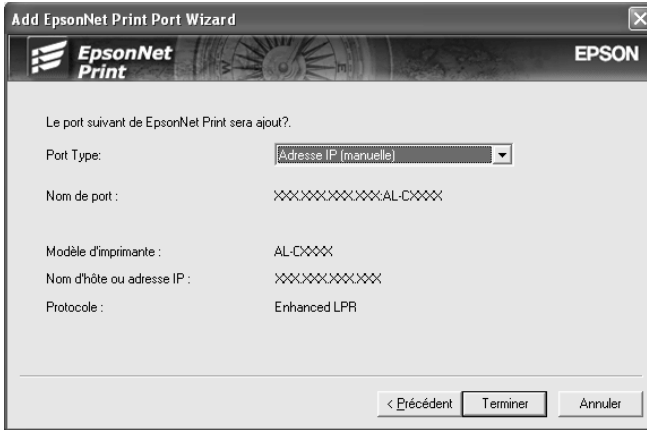 Add EpsonNet Print Port Wizard
EpsonNet
Print
EPSON
Le port suivant de EpsonNet Print sera ajout?.
Port Type: Adresse IP (manuelle)
Nom de port : XXX.XXX.XXX.XXX:AL-CXXXX
Modèle d'imprimante : AL-CXXXX
Nom d'hôte ou adresse IP : XXX.XXX.XXX.XXX
Protocole : Enhanced LPR
< Précédent Terminer Annuler